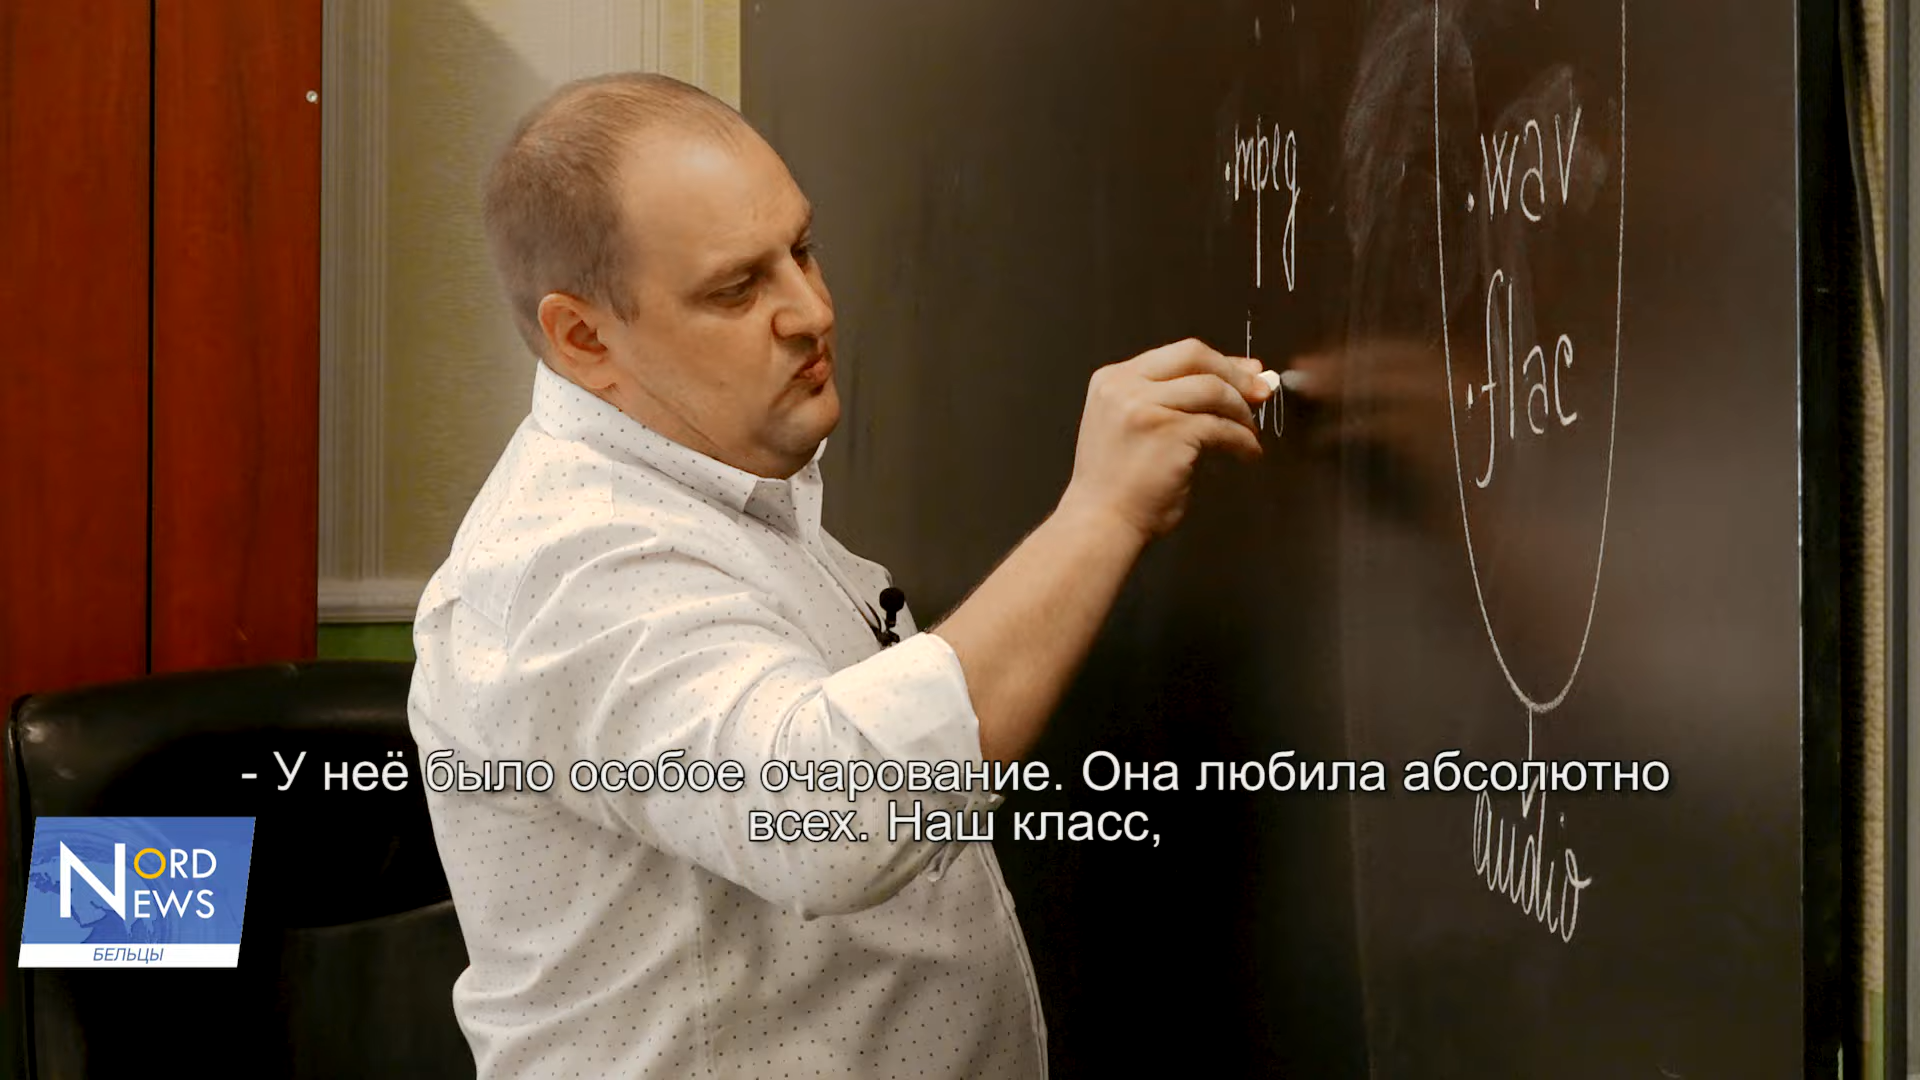 .mpeg
.wav
.flac
audio
- У неё было особое очарование. Она любила абсолютно
всех. Наш класс,
NORD
NEWS
БЕЛЬЦЫ